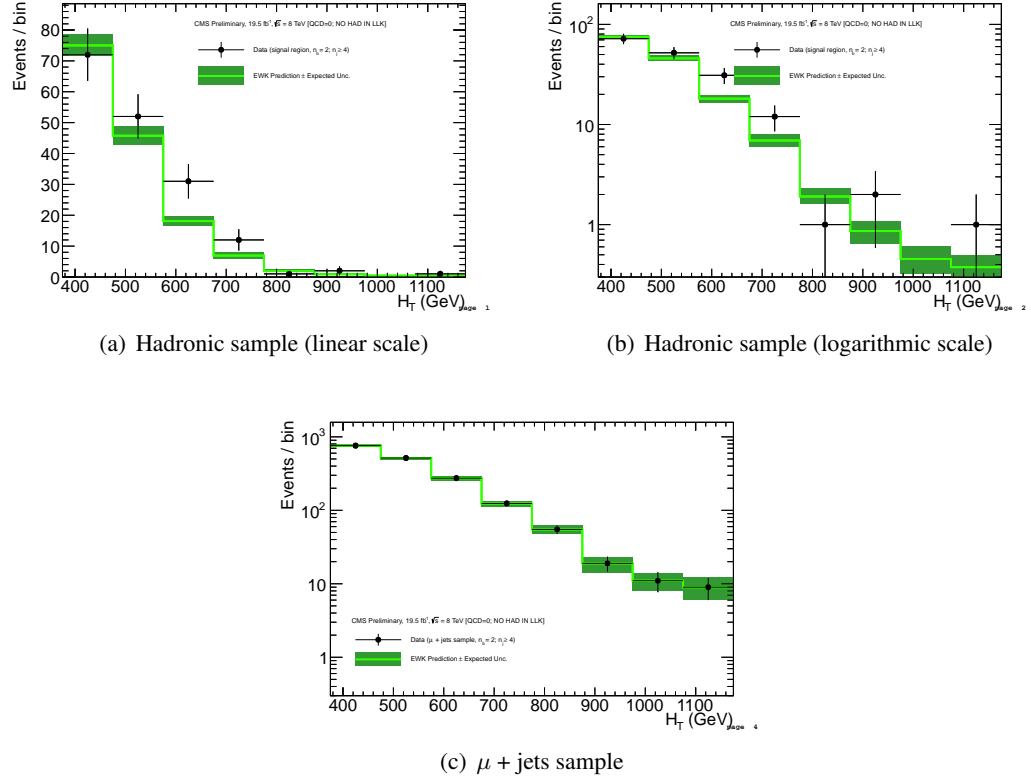 CMS Preliminary, 19.5 fb⁻¹, √s = 8 TeV [QCD=0; NO HAD IN LLK]
Data (signal region, n_b = 2; n_j ≥ 4)
EWK Prediction ± Expected Unc.
Events / bin
80
70
60
50
40
30
20
10
0
400 500 600 700 800 900 1000 1100
H_T (GeV)
page 1
(a) Hadronic sample (linear scale)
CMS Preliminary, 19.5 fb⁻¹, √s = 8 TeV [QCD=0; NO HAD IN LLK]
Data (signal region, n_b = 2; n_j ≥ 4)
EWK Prediction ± Expected Unc.
Events / bin
10²
10
1
400 500 600 700 800 900 1000 1100
H_T (GeV)
page 2
(b) Hadronic sample (logarithmic scale)
Events / bin
10³
10²
10
1
CMS Preliminary, 19.5 fb⁻¹, √s = 8 TeV [QCD=0; NO HAD IN LLK]
Data (μ + jets sample, n_b = 2; n_j ≥ 4)
EWK Prediction ± Expected Unc.
400 500 600 700 800 900 1000 1100
H_T (GeV)
page 4
(c) μ + jets sample